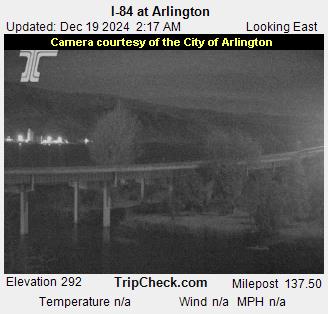 I-84 at Arlington
Updated: Dec 19 2024 2:17 AM Looking East
Camera courtesy of the City of Arlington
Elevation 292 TripCheck.com Milepost 137.50
Temperature n/a Wind n/a MPH n/a